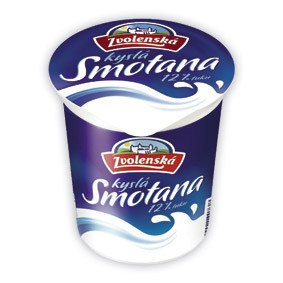 Zvolenská
kyslá
Smotana
12% tuku
Zvolenská
kyslá
Smotana
12% tuku